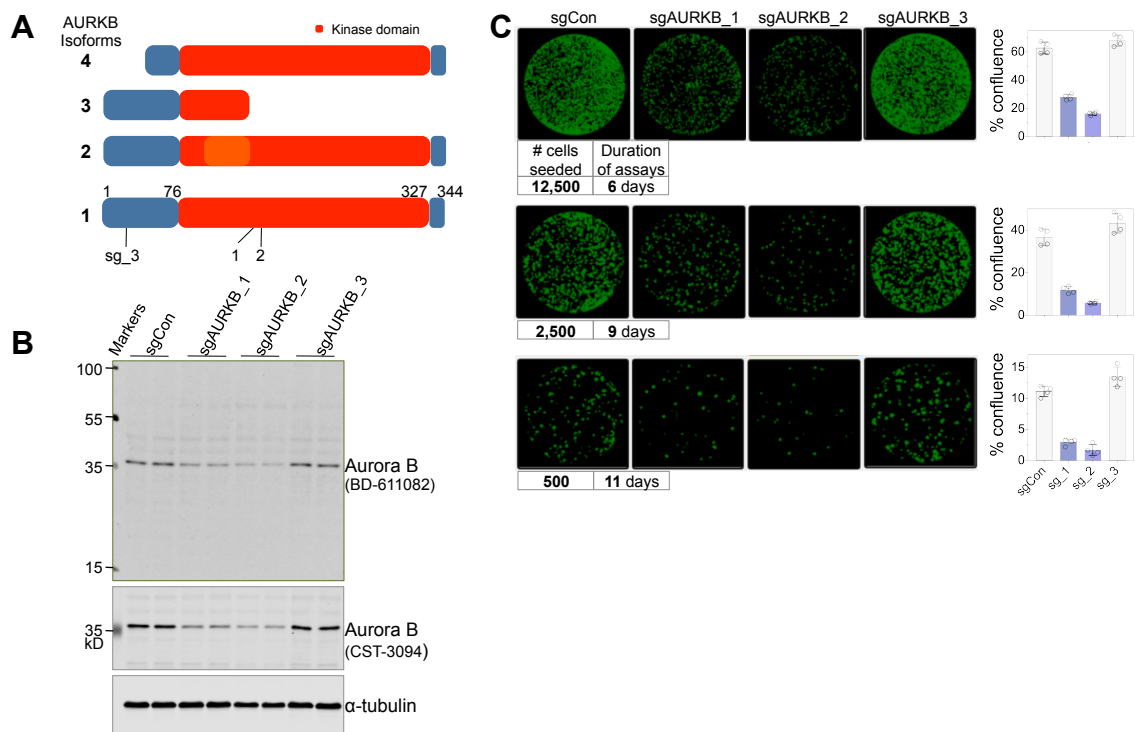 A
AURKB
Isoforms
Kinase domain
4
3
2
1 76 327 344
1
sg_3 1 2
B
Markers sgCon sgAURKB_1 sgAURKB_2 sgAURKB_3
100
55
35
15
Aurora B
(BD-611082)
35
kD
Aurora B
(CST-3094)
α-tubulin
C
sgCon sgAURKB_1 sgAURKB_2 sgAURKB_3
# cells seeded Duration of assays
12,500 6 days
% confluence
60
40
20
0
2,500 9 days
% confluence
40
20
0
500 11 days
% confluence
15
10
5
0
sgCon sg_1 sg_2 sg_3